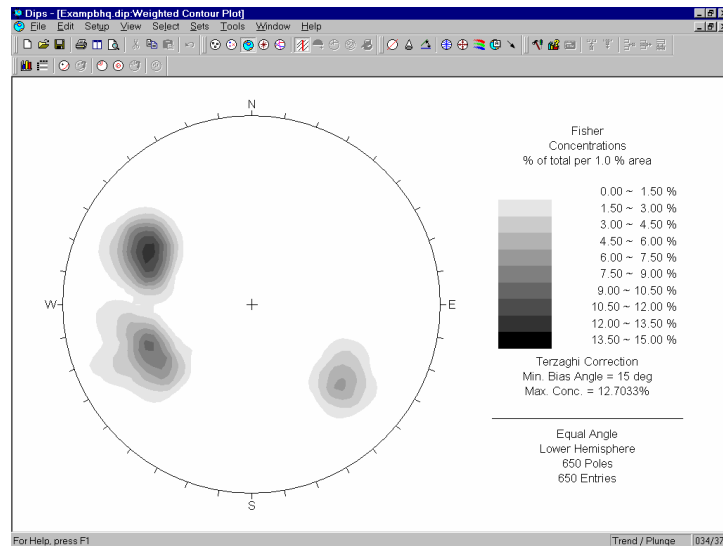 Dips - [Exampbhq.dip:Weighted Contour Plot]
File Edit Setup View Select Sets Tools Window Help
N
W
E
S
Fisher
Concentrations
% of total per 1.0 % area
0.00 ~ 1.50 %
1.50 ~ 3.00 %
3.00 ~ 4.50 %
4.50 ~ 6.00 %
6.00 ~ 7.50 %
7.50 ~ 9.00 %
9.00 ~ 10.50 %
10.50 ~ 12.00 %
12.00 ~ 13.50 %
13.50 ~ 15.00 %
Terzaghi Correction
Min. Bias Angle = 15 deg
Max. Conc. = 12.7033%
Equal Angle
Lower Hemisphere
650 Poles
650 Entries
For Help, press F1
Trend / Plunge